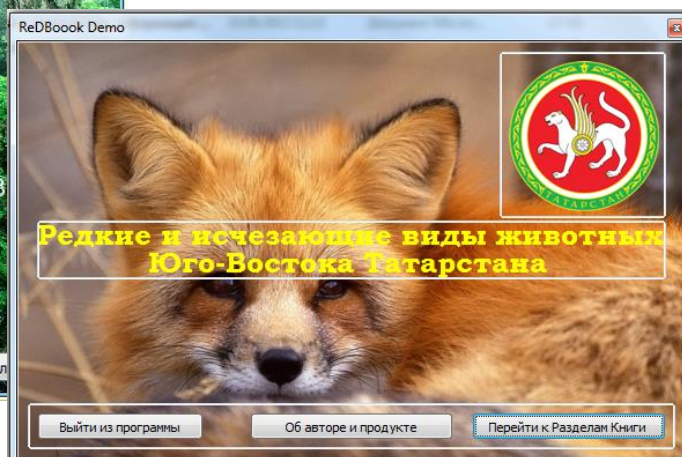 ReDBoook Demo
ТАТАРСТАН
Редкие и исчезающие виды животных
Юго-Востока Татарстана
Выйти из программы
Об авторе и продукте
Перейти к Разделам Книги